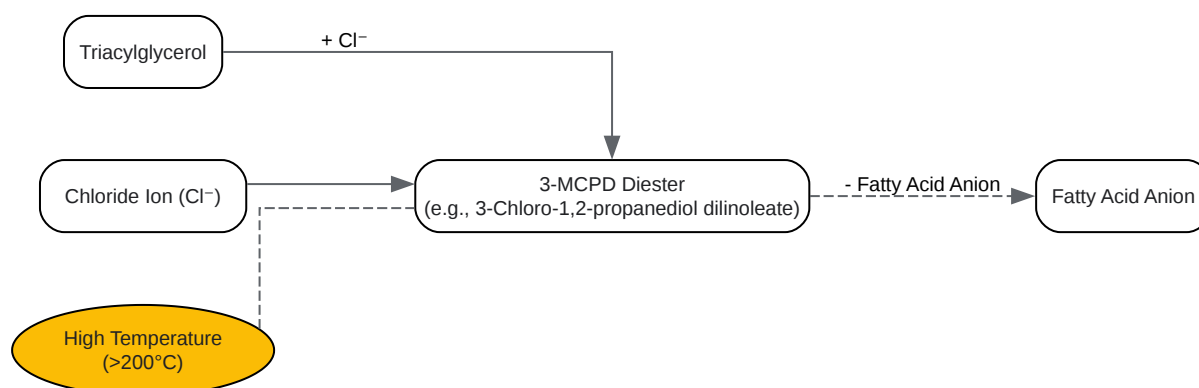 Triacylglycerol
+ Cl⁻
Chloride Ion (Cl⁻)
3-MCPD Diester
(e.g., 3-Chloro-1,2-propanediol dilinoleate)
- Fatty Acid Anion
Fatty Acid Anion
High Temperature
(>200°C)